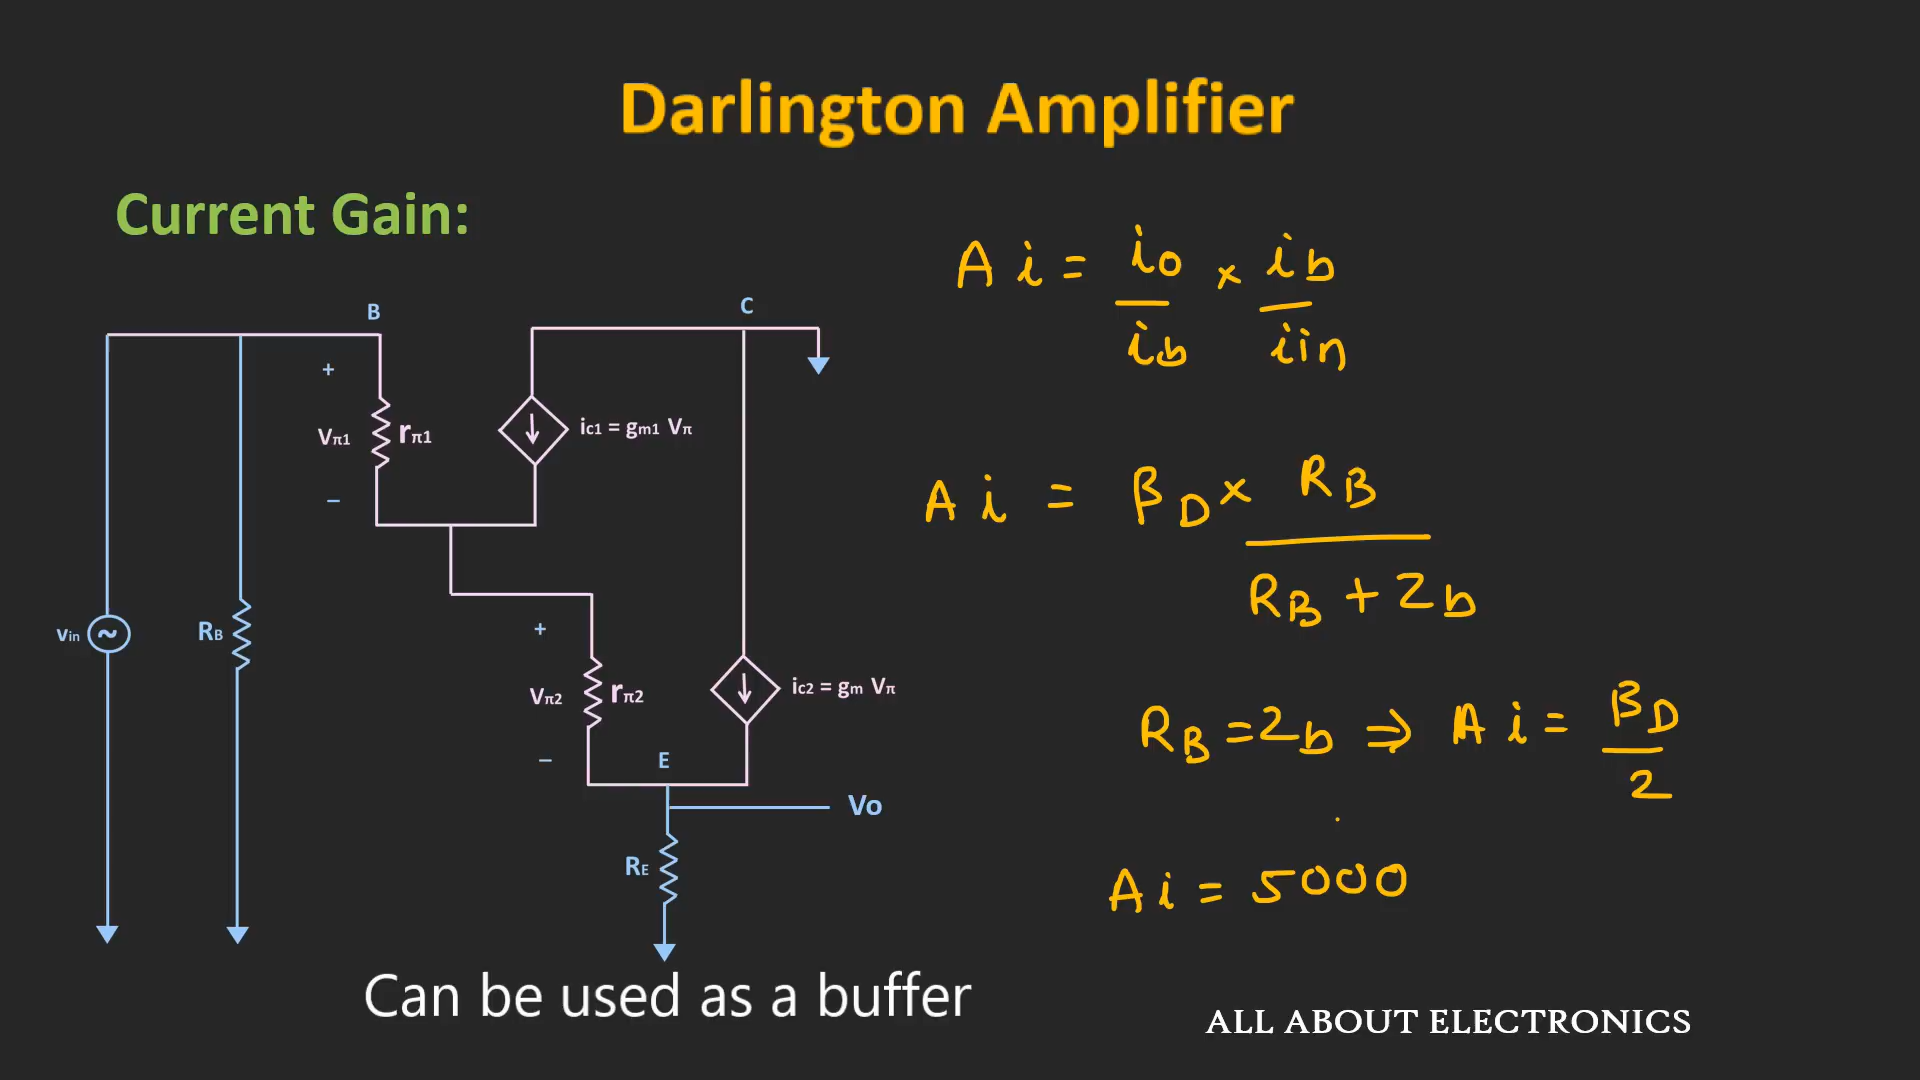 Darlington Amplifier
Current Gain:
B
C
+
Vπ1
rπ1
–
ic1 = gm1 Vπ
vin
~
RB
+
Vπ2
rπ2
–
ic2 = gm Vπ
E
Vo
RE
Can be used as a buffer
Ai = io/ib × ib/iin
Ai = βD × RB/(RB + Zb)
RB = Zb ⇒ Ai = βD/2
Ai = 5000
ALL ABOUT ELECTRONICS